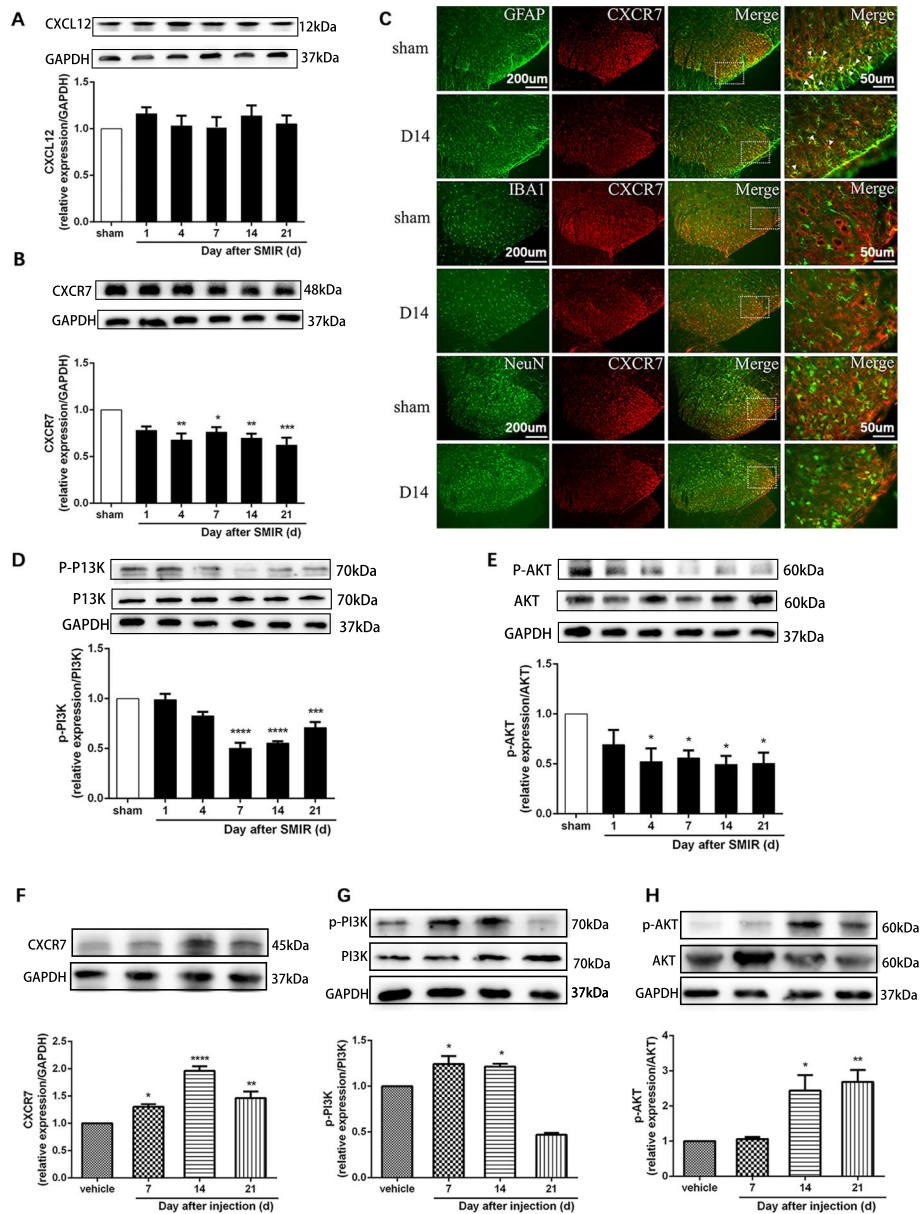 A
CXCL12
12kDa
GAPDH
37kDa
CXCL12
(relative expression/GAPDH)
1.5
1.0
0.5
0.0
sham 1 4 7 14 21
Day after SMIR (d)
B
CXCR7
48kDa
GAPDH
37kDa
CXCR7
(relative expression/GAPDH)
1.5
1.0
0.5
0.0
** * ** ***
sham 1 4 7 14 21
Day after SMIR (d)
C
GFAP CXCR7 Merge Merge
sham
200um 50um
D14
IBA1 CXCR7 Merge Merge
sham
200um 50um
D14
NeuN CXCR7 Merge Merge
sham
200um 50um
D14
D
P-P13K
70kDa
P13K
70kDa
GAPDH
37kDa
p-PI3K
(relative expression/PI3K)
1.5
1.0
0.5
0.0
**** **** ***
sham 1 4 7 14 21
Day after SMIR (d)
E
P-AKT
60kDa
AKT
60kDa
GAPDH
37kDa
p-AKT
(relative expression/AKT)
1.5
1.0
0.5
0.0
* * * *
sham 1 4 7 14 21
Day after SMIR (d)
F
CXCR7
45kDa
GAPDH
37kDa
CXCR7
(relative expression/GAPDH)
2.5
2.0
1.5
1.0
0.5
0.0
* **** **
vehicle 7 14 21
Day after injection (d)
G
p-PI3K
70kDa
PI3K
70kDa
GAPDH
37kDa
p-PI3K
(relative expression/PI3K)
1.5
1.0
0.5
0.0
* *
vehicle 7 14 21
Day after injection (d)
H
p-AKT
60kDa
AKT
60kDa
GAPDH
37kDa
p-AKT
(relative expression/AKT)
4
3
2
1
0
* **
vehicle 7 14 21
Day after injection (d)